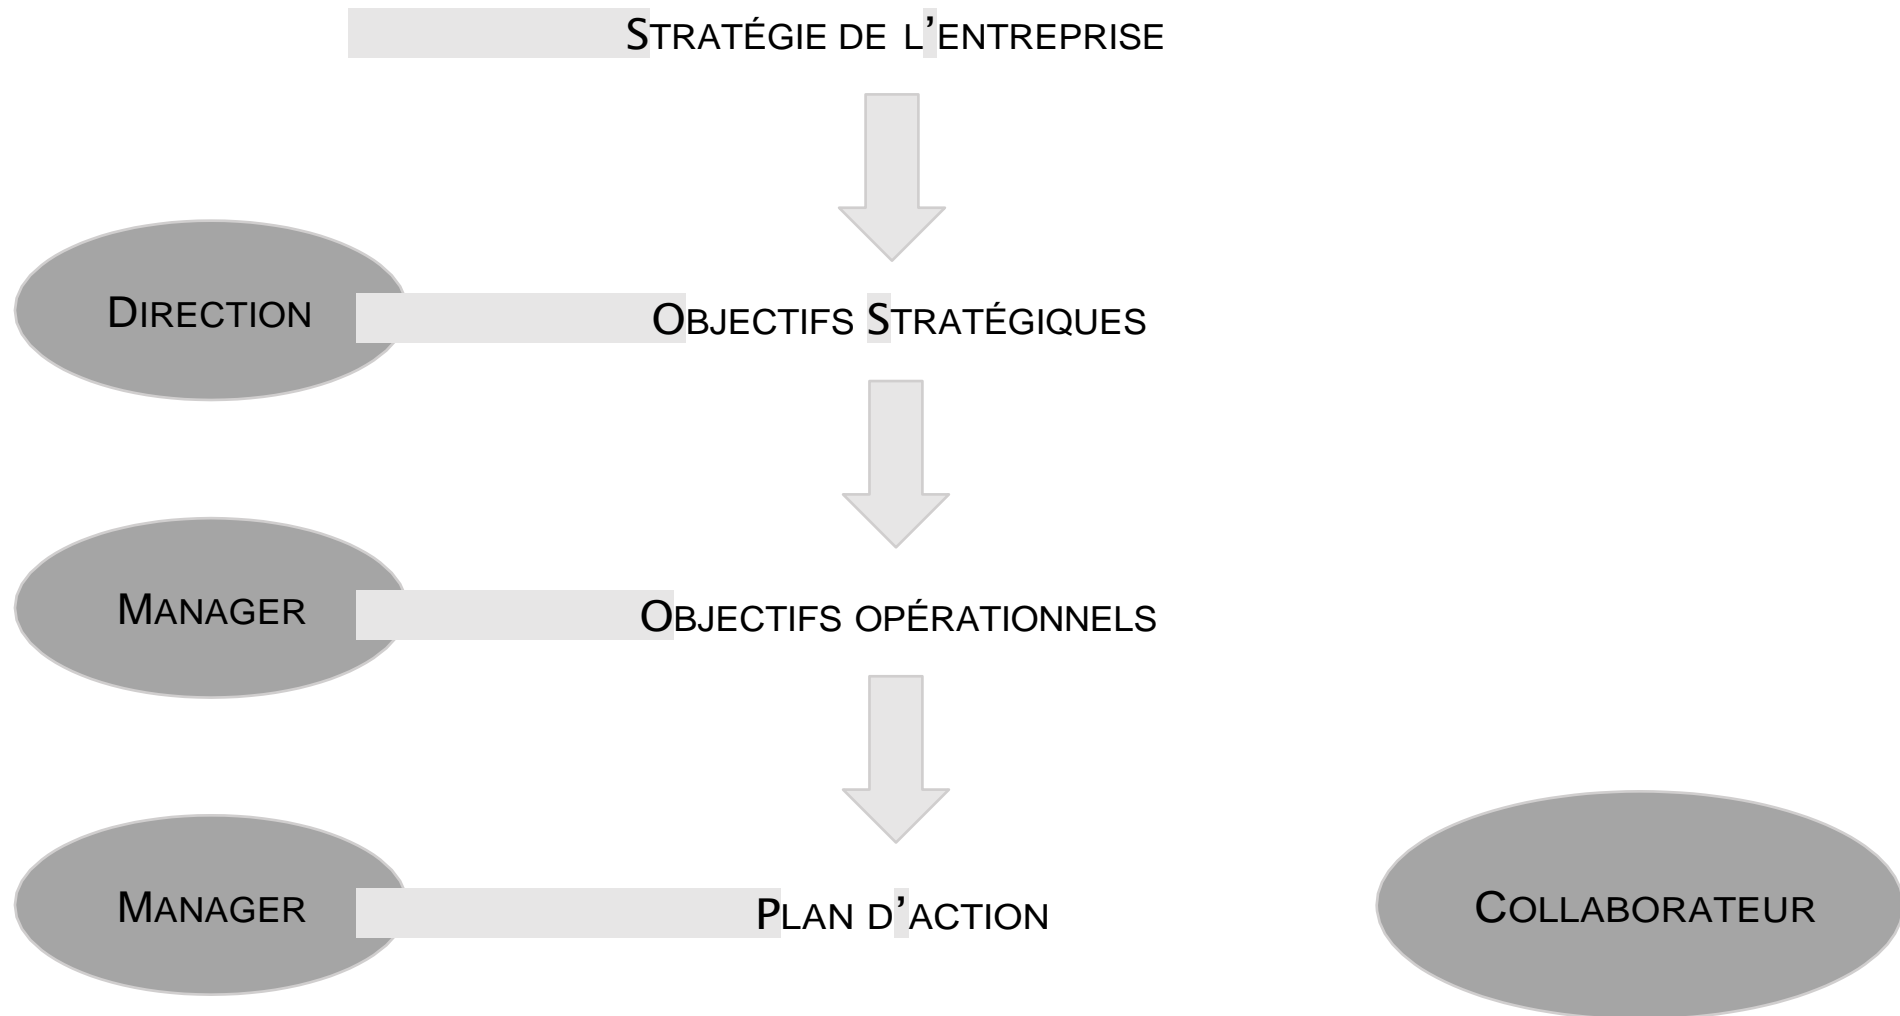 STRATÉGIE DE L’ENTREPRISE
DIRECTION
OBJECTIFS STRATÉGIQUES
MANAGER
OBJECTIFS OPÉRATIONNELS
MANAGER
PLAN D’ACTION
COLLABORATEUR